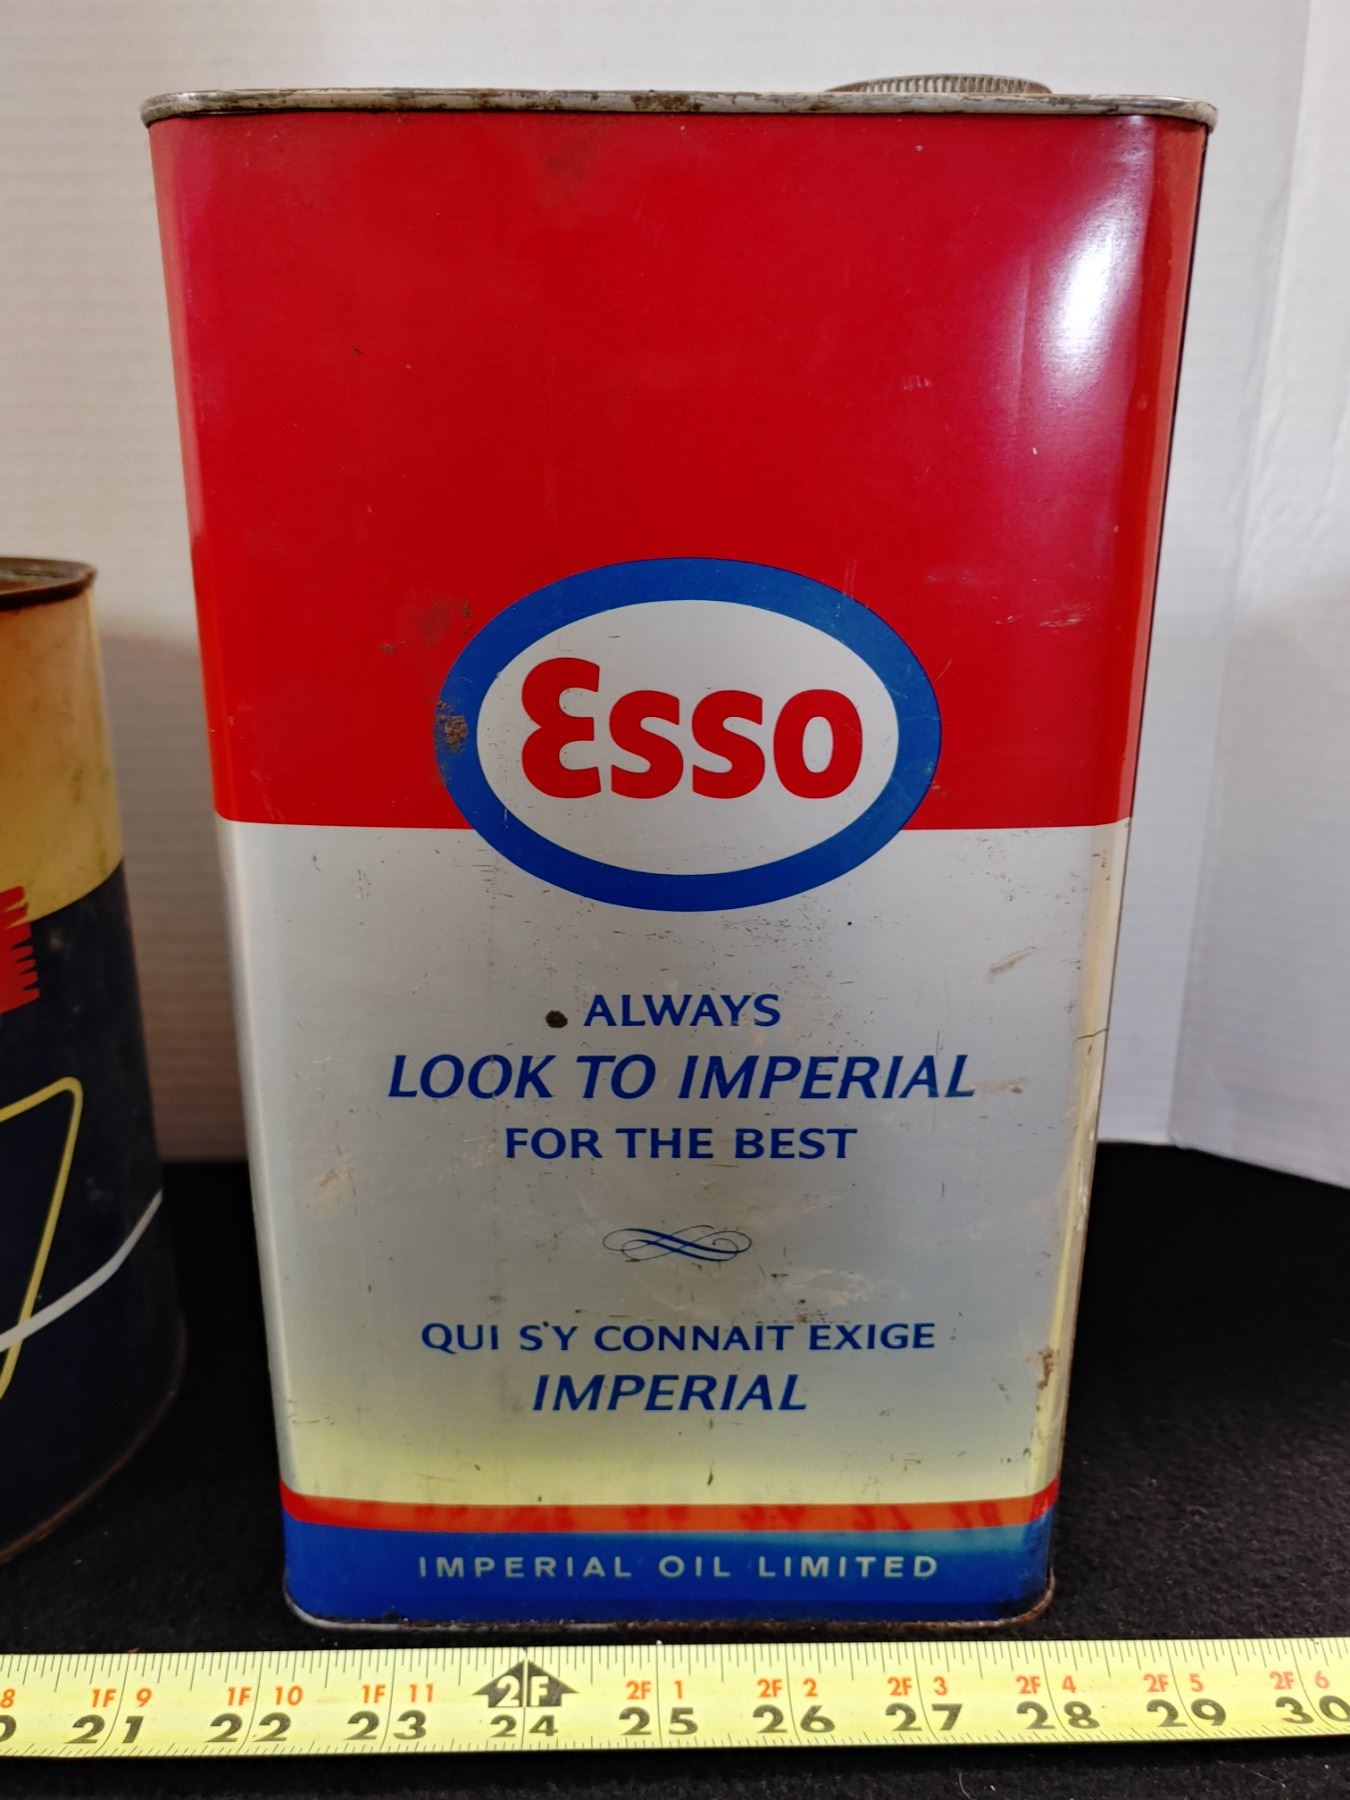 Esso
ALWAYS
LOOK TO IMPERIAL
FOR THE BEST
QUI S'Y CONNAIT EXIGE
IMPERIAL
IMPERIAL OIL LIMITED
8 1F 9 1F 10 1F 11 2F 2F 1 2F 2 2F 3 2F 4 2F 5 2F 6
21 22 23 24 25 26 27 28 29 30